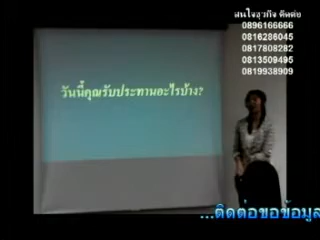 สนใจธุรกิจ ติดต่อ
0896166666
0816286045
0817808282
0813509495
0819938909
วันนี้คุณรับประทานอะไรบ้าง?
...ติดต่อขอข้อมูล